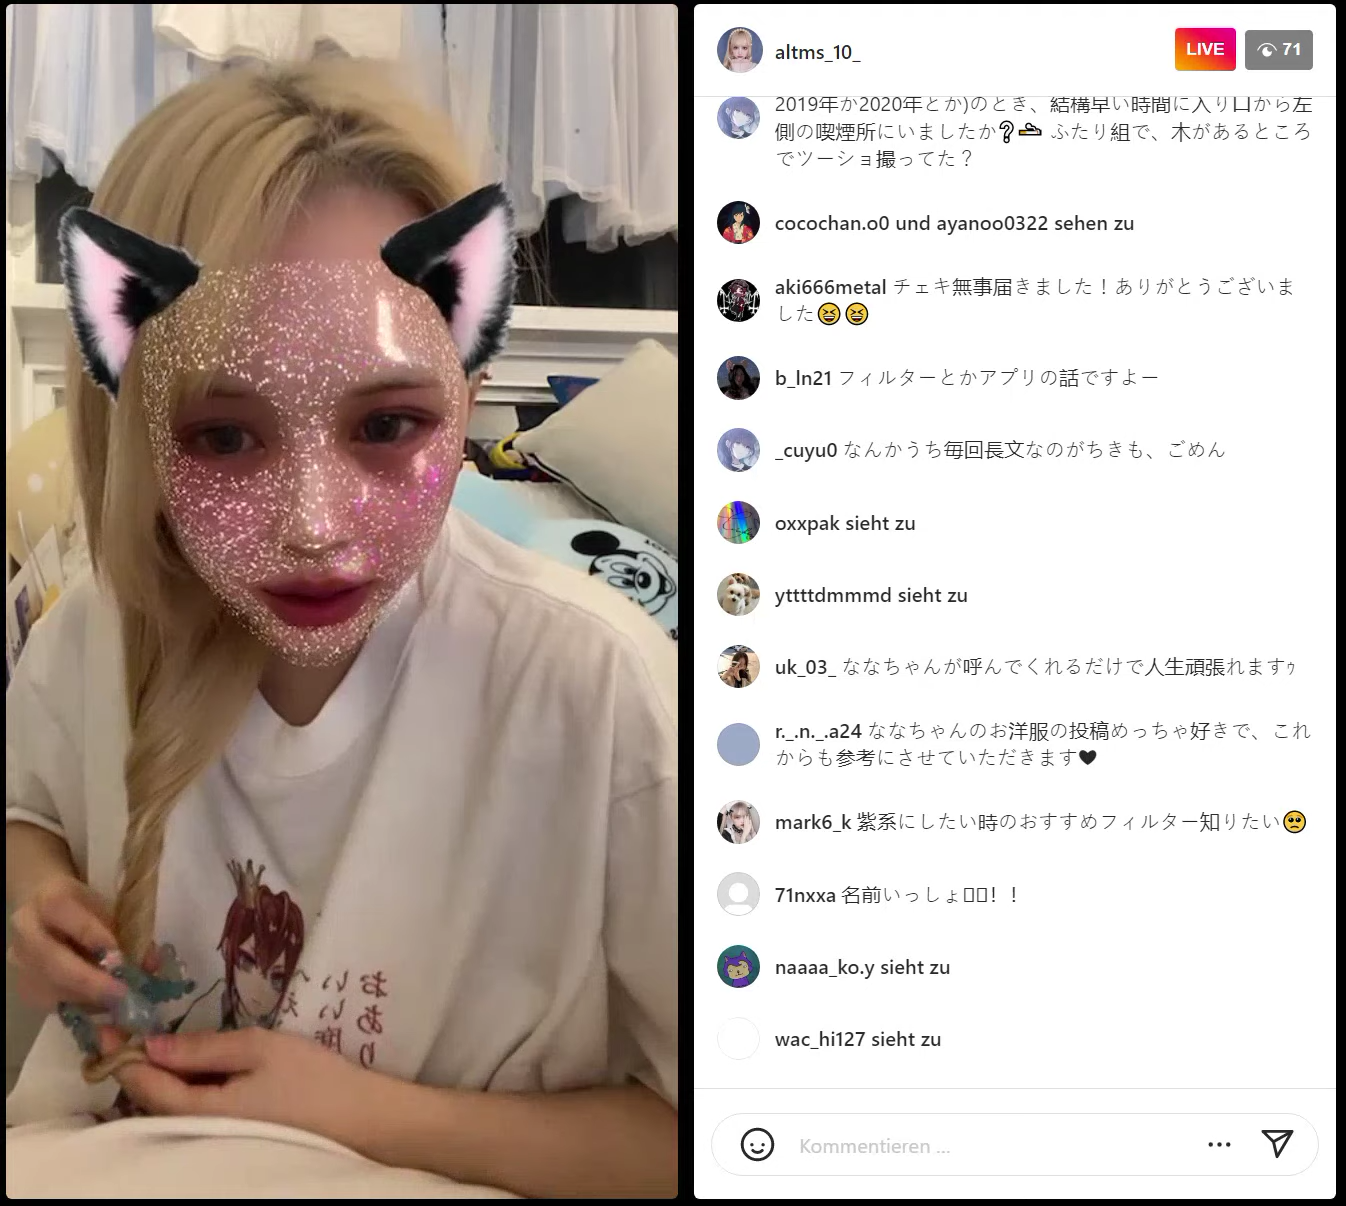 altms_10_
LIVE
71
2019年か2020年とか)のとき、結構早い時間に入り口から左
側の喫煙所にいましたか❓🚬 ふたり組で、木があるところ
でツーショ撮ってた？
cocochan.o0 und ayanoo0322 sehen zu
aki666metal チェキ無事届きました！ありがとうございま
した😆😆
b_ln21 フィルターとかアプリの話ですよー
_cuyu0 なんかうち毎回長文なのがちきも、ごめん
oxxpak sieht zu
yttttdmmmd sieht zu
uk_03_ ななちゃんが呼んでくれるだけで人生頑張れますｩ
r._.n._.a24 ななちゃんのお洋服の投稿めっちゃ好きで、これ
からも参考にさせていただきます🖤
mark6_k 紫系にしたい時のおすすめフィルター知りたい🥺
71nxxa 名前いっしょ！！
naaaa_ko.y sieht zu
wac_hi127 sieht zu
Kommentieren ...